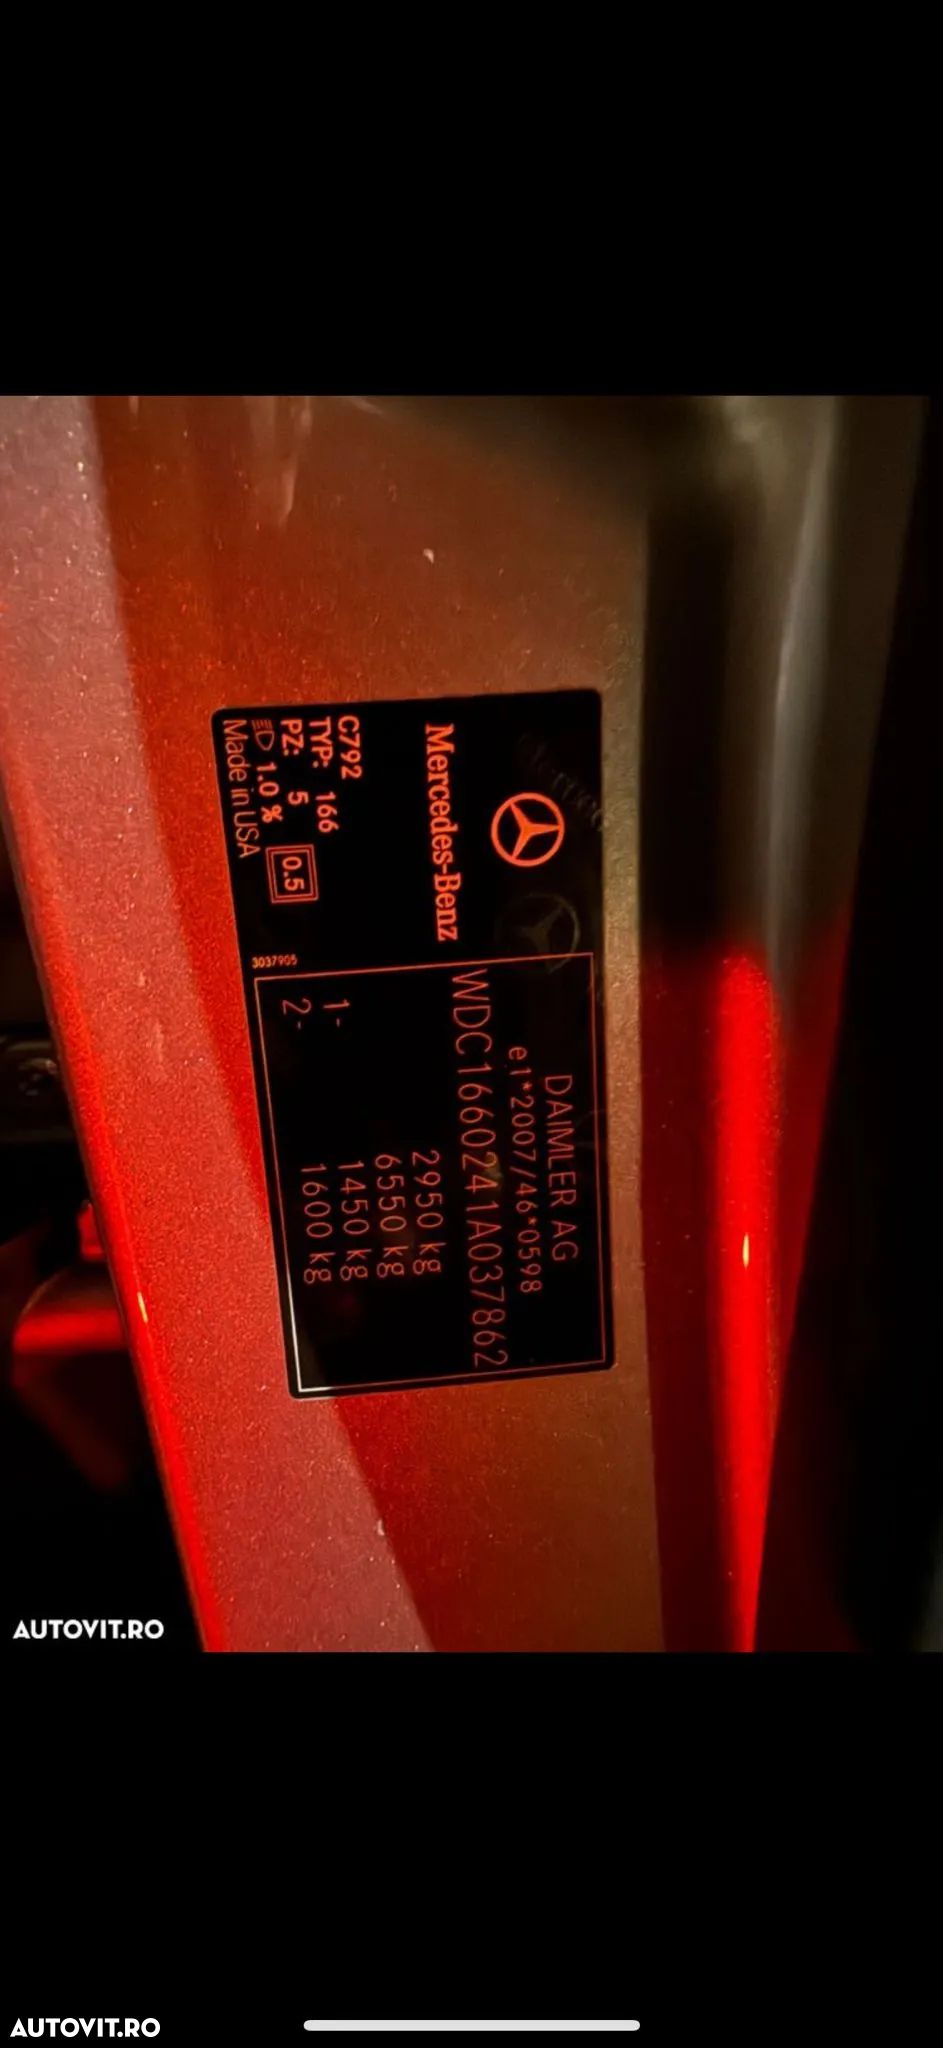 Mercedes-Benz
C792
TYP: 166
PZ: 5
1.0 %
0.5
Made in USA
3037905
DAIMLER AG
e1*2007/46*0598
WDC1660241A037862
2950 kg
6550 kg
1- 1450 kg
2- 1600 kg
AUTOVIT.RO
AUTOVIT.RO